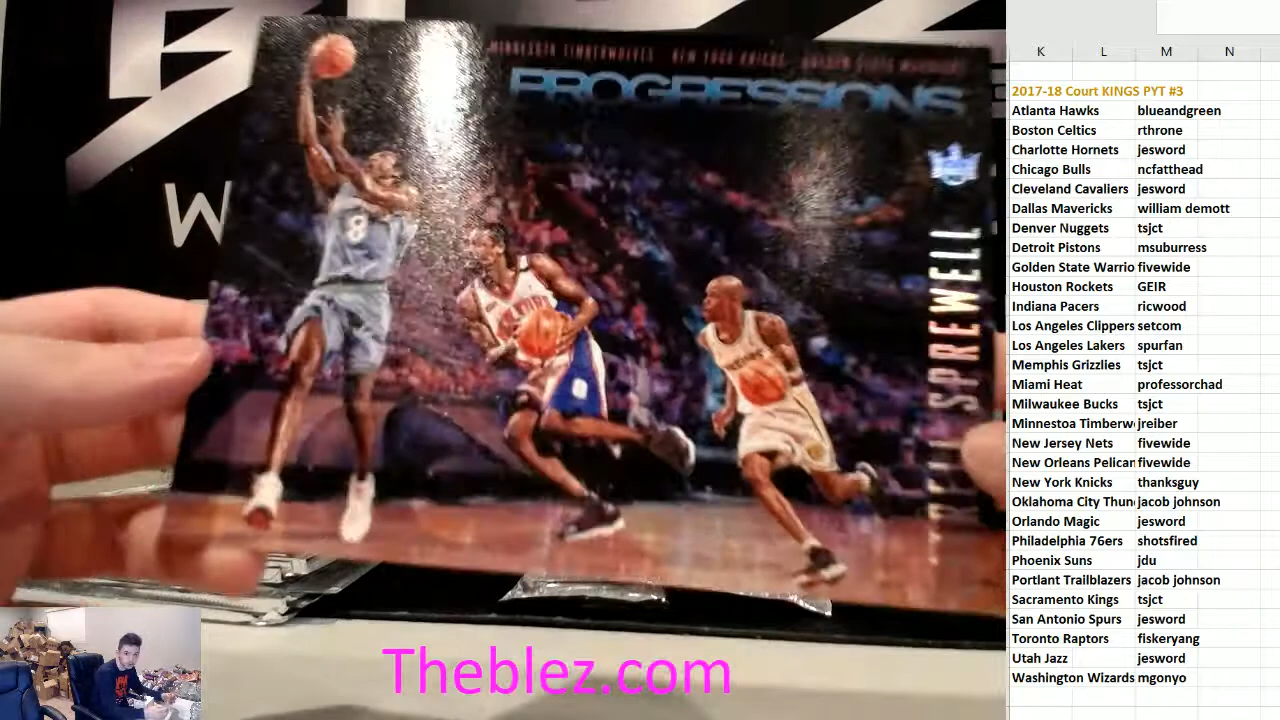 MINNESOTA TIMBERWOLVES NEW YORK KNICKS GOLDEN STATE WARRIORS
PROGRESSIONS
SPREWELL
8
8
W
Theblez.com
K L M N
2017-18 Court KINGS PYT #3
Atlanta Hawks blueandgreen
Boston Celtics rthrone
Charlotte Hornets jesword
Chicago Bulls ncfatthead
Cleveland Cavaliers jesword
Dallas Mavericks william demott
Denver Nuggets tsjct
Detroit Pistons msuburress
Golden State Warrio fivewide
Houston Rockets GEIR
Indiana Pacers ricwood
Los Angeles Clippers setcom
Los Angeles Lakers spurfan
Memphis Grizzlies tsjct
Miami Heat professorchad
Milwaukee Bucks tsjct
Minnestoa Timberw jreiber
New Jersey Nets fivewide
New Orleans Pelican fivewide
New York Knicks thanksguy
Oklahoma City Thun jacob johnson
Orlando Magic jesword
Philadelphia 76ers shotsfired
Phoenix Suns jdu
Portlant Trailblazers jacob johnson
Sacramento Kings tsjct
San Antonio Spurs jesword
Toronto Raptors fiskeryang
Utah Jazz jesword
Washington Wizards mgonyo